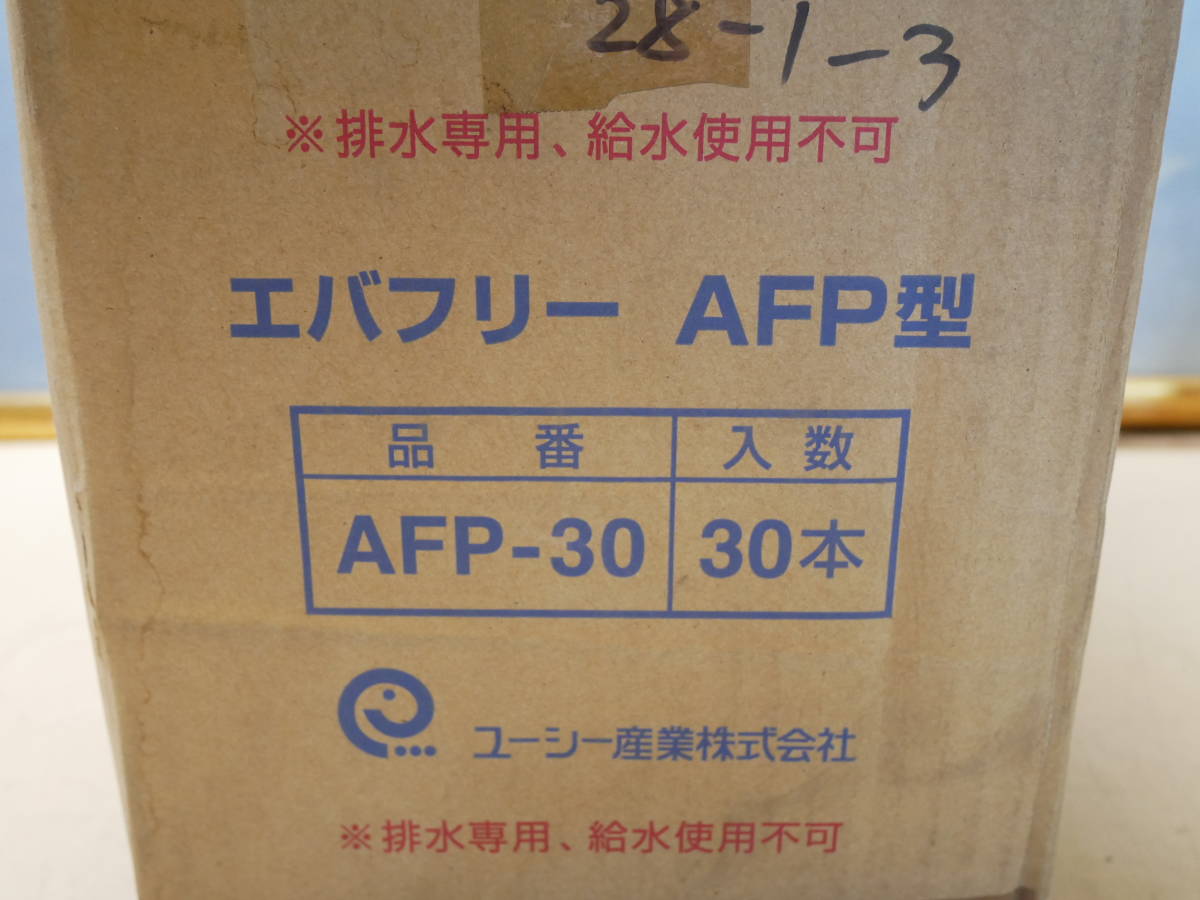 28-1-3
※排水専用、給水使用不可
エバフリー AFP型
品番 入数
AFP-30 30本
ユーシー産業株式会社
※排水専用、給水使用不可